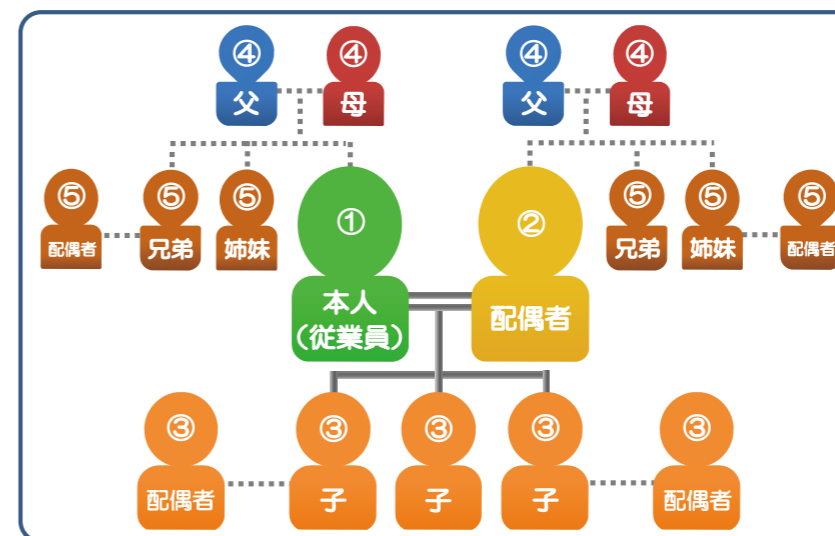 ④ ④ ④ ④
父 母 父 母
⑤ ⑤ ⑤ ① ② ⑤ ⑤ ⑤
配偶者 兄弟 姉妹 兄弟 姉妹 配偶者
本人
（従業員）
配偶者
③ ③ ③ ③ ③
配偶者 子 子 子 配偶者